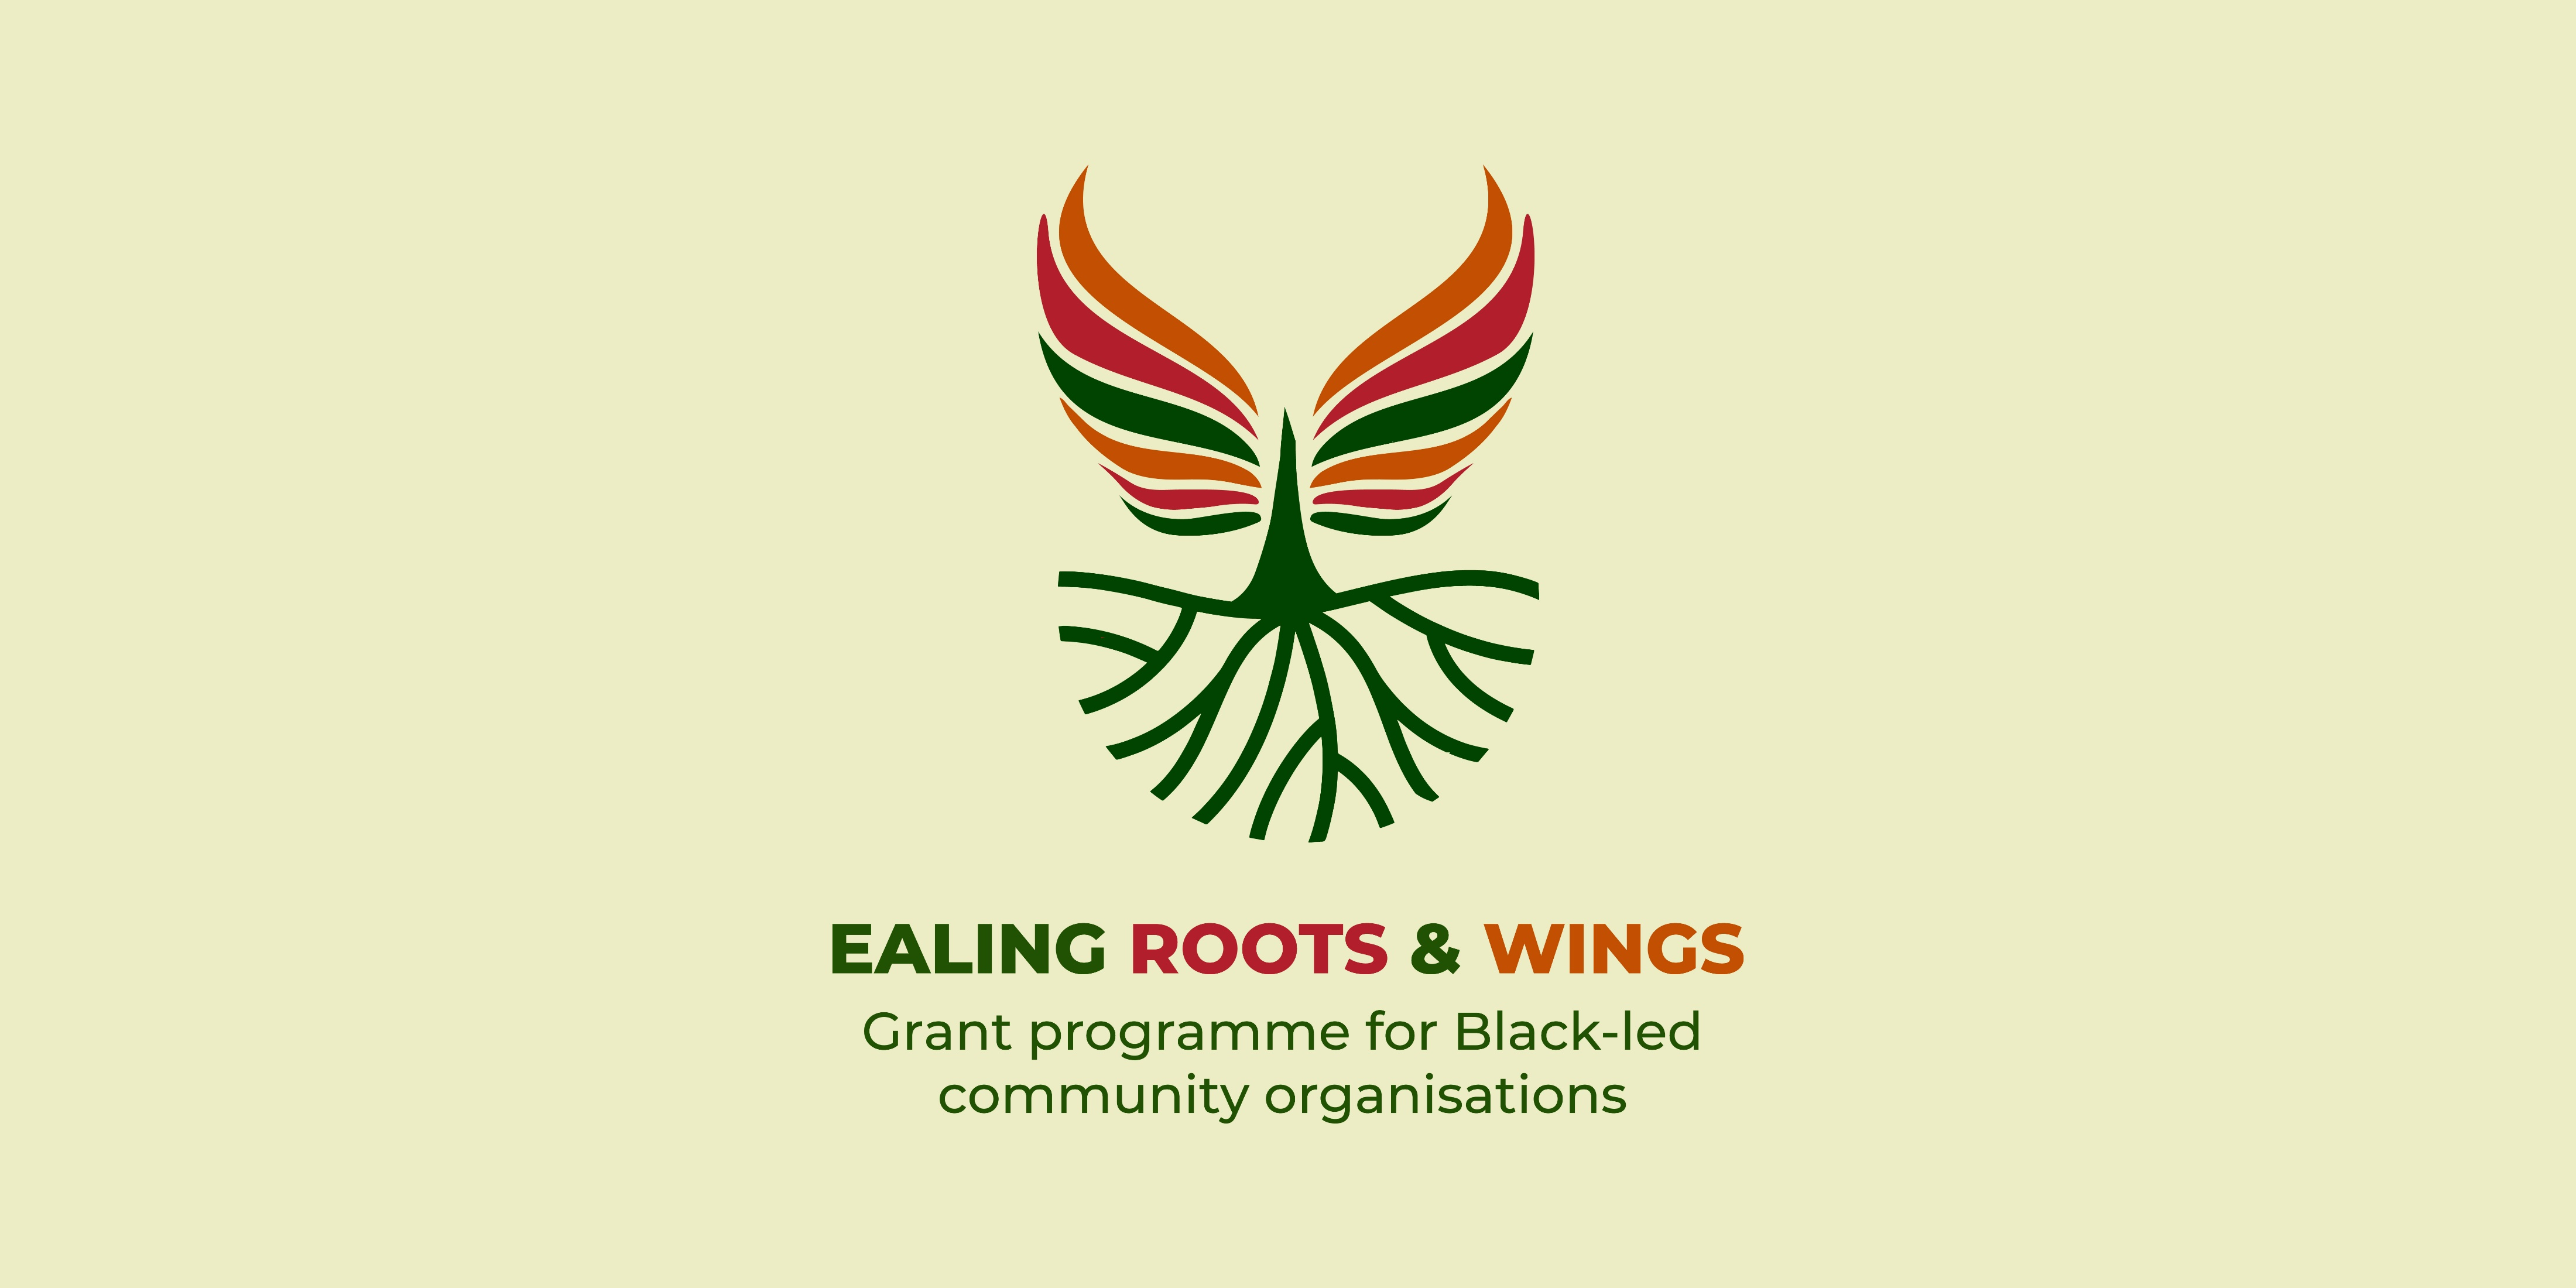 EALING ROOTS & WINGS
Grant programme for Black-led
community organisations